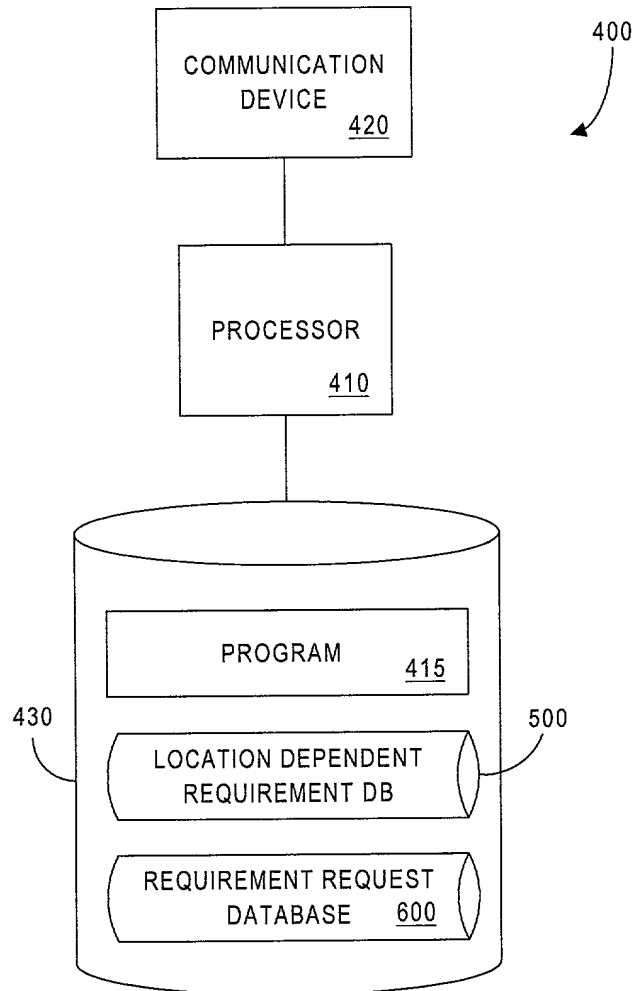 400
COMMUNICATION
DEVICE
420
PROCESSOR
410
PROGRAM
415
430
500
LOCATION DEPENDENT
REQUIREMENT DB
REQUIREMENT REQUEST
DATABASE 600